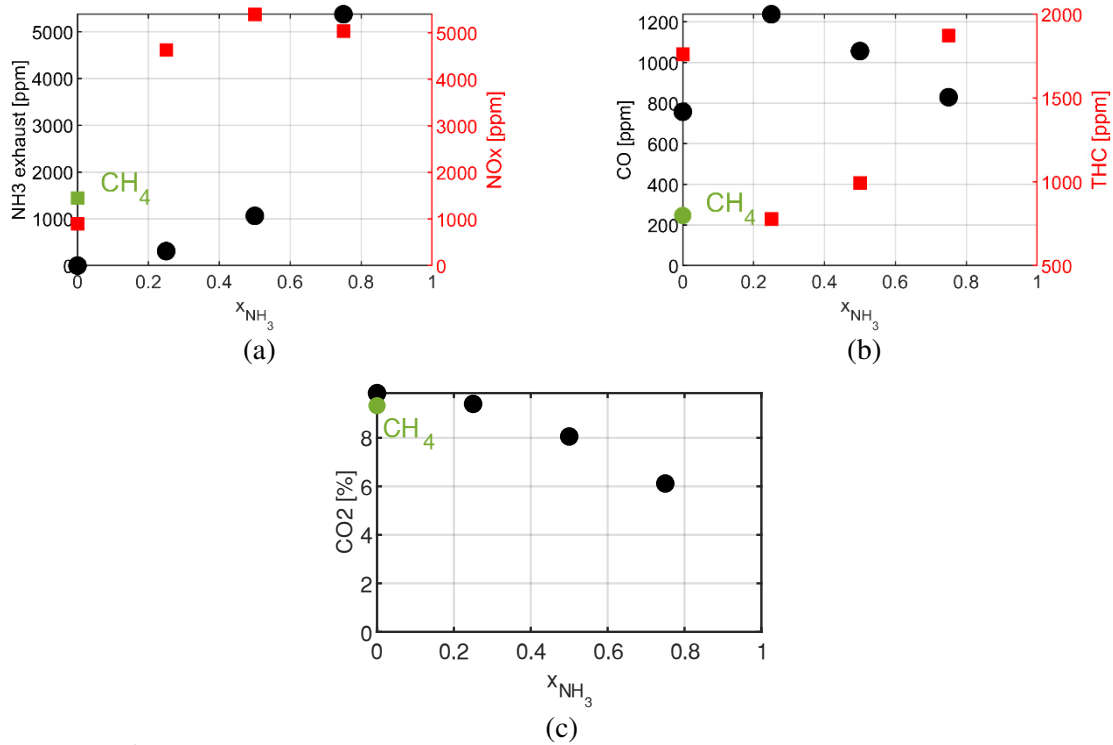 5000
4000
3000
2000
1000
0
NH3 exhaust [ppm]
CH4
5000
4000
3000
2000
1000
0
NOx [ppm]
0 0.2 0.4 0.6 0.8 1
xNH3
(a)
1200
1000
800
600
400
200
0
CO [ppm]
CH4
2000
1500
1000
500
THC [ppm]
0 0.2 0.4 0.6 0.8 1
xNH3
(b)
8
6
4
2
0
CO2 [%]
CH4
0 0.2 0.4 0.6 0.8 1
xNH3
(c)